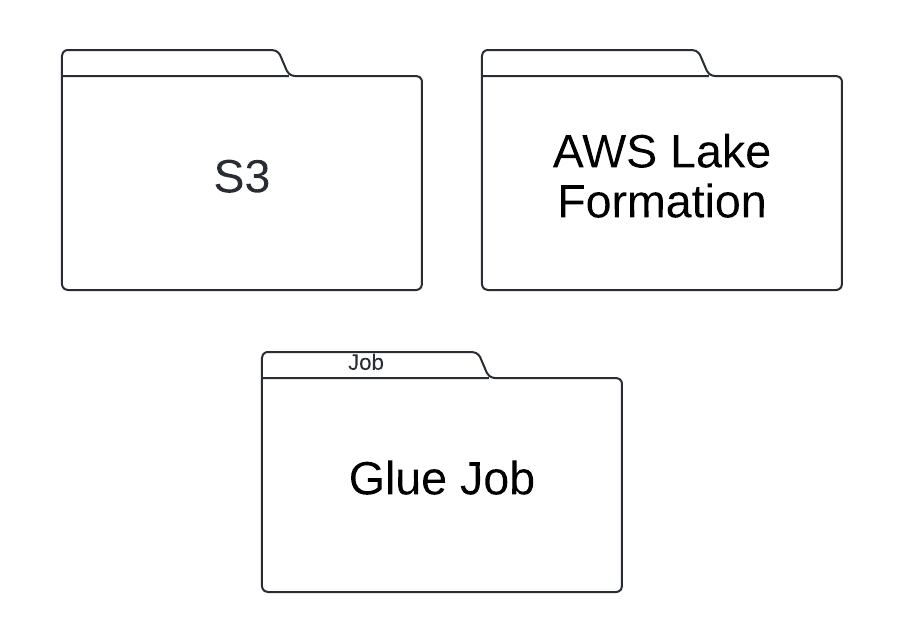 S3
AWS Lake
Formation
Job
Glue Job